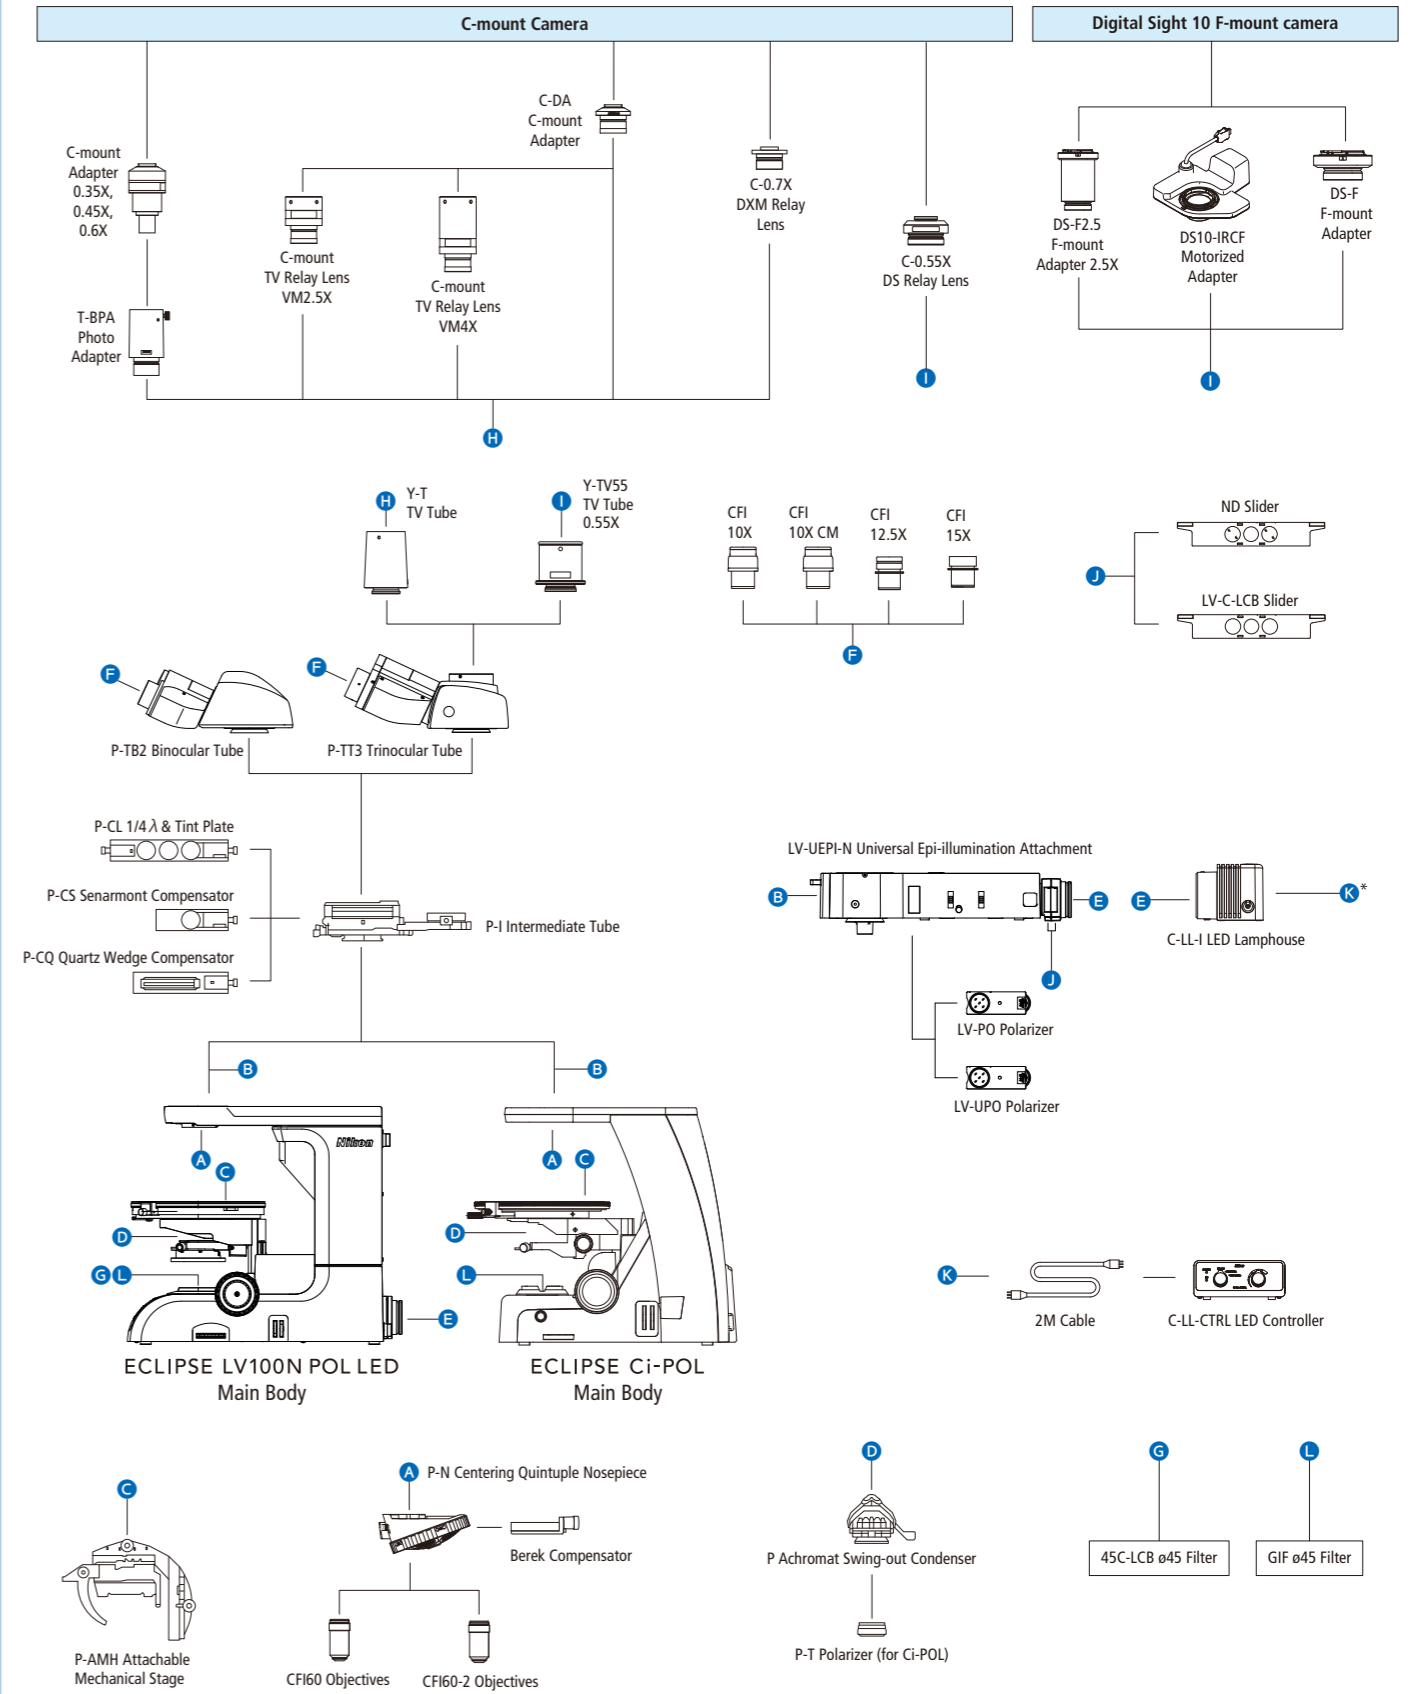 C-mount Camera
Digital Sight 10 F-mount camera
C-DA
C-mount
Adapter
C-mount
Adapter
0.35X,
0.45X,
0.6X
C-0.7X
DXM Relay
Lens
DS-F2.5
F-mount
Adapter 2.5X
DS10-IRCF
Motorized
Adapter
DS-F
F-mount
Adapter
C-mount
TV Relay Lens
VM2.5X
C-mount
TV Relay Lens
VM4X
C-0.55X
DS Relay Lens
T-BPA
Photo
Adapter
I
I
H
H
Y-T
TV Tube
I
Y-TV55
TV Tube
0.55X
CFI
10X
CFI
10X CM
CFI
12.5X
CFI
15X
F
ND Slider
J
LV-C-LCB Slider
F
F
P-TB2 Binocular Tube
P-TT3 Trinocular Tube
P-CL 1/4 λ & Tint Plate
P-CS Senarmont Compensator
P-CQ Quartz Wedge Compensator
P-I Intermediate Tube
LV-UEPI-N Universal Epi-illumination Attachment
B
E
J
E
K*
C-LL-I LED Lamphouse
LV-PO Polarizer
LV-UPO Polarizer
B
B
Nikon
A
C
D
G L
E
A
C
D
L
ECLIPSE LV100N POL LED
Main Body
ECLIPSE Ci-POL
Main Body
K
2M Cable
C-LL-CTRL LED Controller
C
P-AMH Attachable
Mechanical Stage
A
P-N Centering Quintuple Nosepiece
Berek Compensator
CFI60 Objectives
CFI60-2 Objectives
D
P Achromat Swing-out Condenser
P-T Polarizer (for Ci-POL)
G
45C-LCB ø45 Filter
L
GIF ø45 Filter